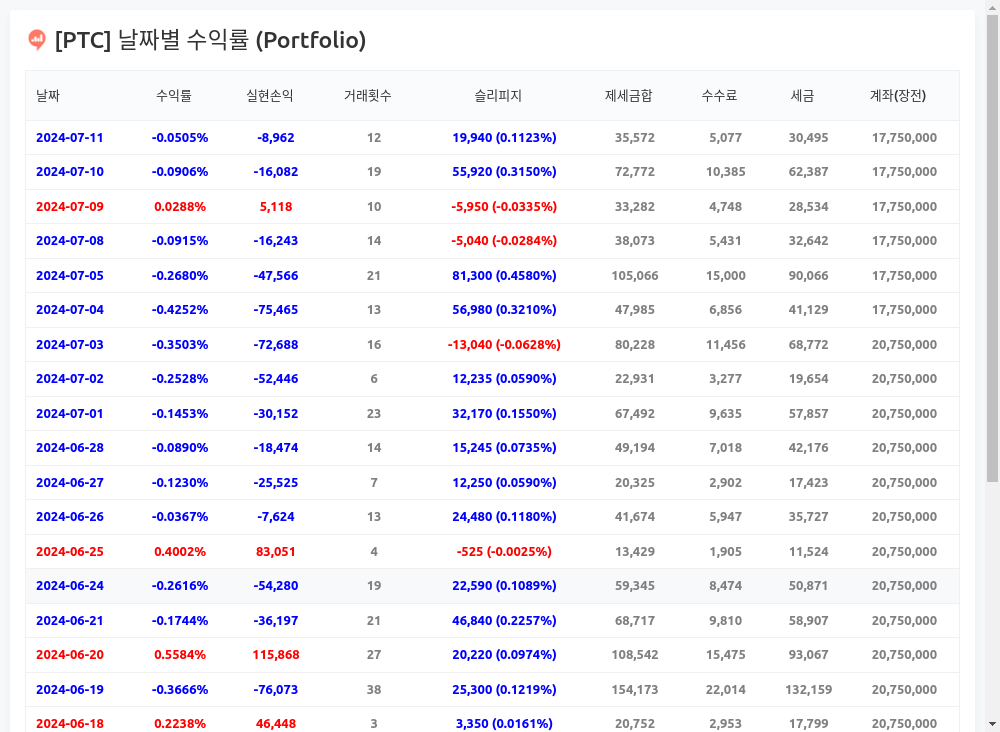 [PTC] 날짜별 수익률 (Portfolio)
날짜 수익률 실현손익 거래횟수 슬리피지 제세금합 수수료 세금 계좌(장전)
2024-07-11 -0.0505% -8,962 12 19,940 (0.1123%) 35,572 5,077 30,495 17,750,000
2024-07-10 -0.0906% -16,082 19 55,920 (0.3150%) 72,772 10,385 62,387 17,750,000
2024-07-09 0.0288% 5,118 10 -5,950 (-0.0335%) 33,282 4,748 28,534 17,750,000
2024-07-08 -0.0915% -16,243 14 -5,040 (-0.0284%) 38,073 5,431 32,642 17,750,000
2024-07-05 -0.2680% -47,566 21 81,300 (0.4580%) 105,066 15,000 90,066 17,750,000
2024-07-04 -0.4252% -75,465 13 56,980 (0.3210%) 47,985 6,856 41,129 17,750,000
2024-07-03 -0.3503% -72,688 16 -13,040 (-0.0628%) 80,228 11,456 68,772 20,750,000
2024-07-02 -0.2528% -52,446 6 12,235 (0.0590%) 22,931 3,277 19,654 20,750,000
2024-07-01 -0.1453% -30,152 23 32,170 (0.1550%) 67,492 9,635 57,857 20,750,000
2024-06-28 -0.0890% -18,474 14 15,245 (0.0735%) 49,194 7,018 42,176 20,750,000
2024-06-27 -0.1230% -25,525 7 12,250 (0.0590%) 20,325 2,902 17,423 20,750,000
2024-06-26 -0.0367% -7,624 13 24,480 (0.1180%) 41,674 5,947 35,727 20,750,000
2024-06-25 0.4002% 83,051 4 -525 (-0.0025%) 13,429 1,905 11,524 20,750,000
2024-06-24 -0.2616% -54,280 19 22,590 (0.1089%) 59,345 8,474 50,871 20,750,000
2024-06-21 -0.1744% -36,197 21 46,840 (0.2257%) 68,717 9,810 58,907 20,750,000
2024-06-20 0.5584% 115,868 27 20,220 (0.0974%) 108,542 15,475 93,067 20,750,000
2024-06-19 -0.3666% -76,073 38 25,300 (0.1219%) 154,173 22,014 132,159 20,750,000
2024-06-18 0.2238% 46,448 3 3,350 (0.0161%) 20,752 2,953 17,799 20,750,000